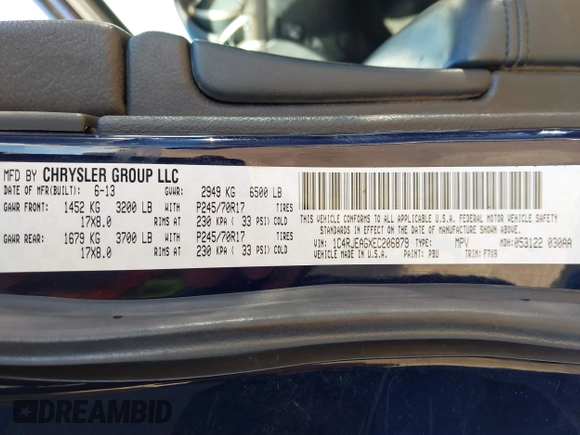 MFD BY CHRYSLER GROUP LLC
DATE OF MFR(BUILT): 6-13 GVWR: 2949 KG 6500 LB
GAWR FRONT: 1452 KG 3200 LB WITH P245/70R17 TIRES
17X8.0 RIMS AT 230 KPA ( 33 PSI) COLD
GAWR REAR: 1679 KG 3700 LB WITH P245/70R17 TIRES
17X8.0 RIMS AT 230 KPA ( 33 PSI) COLD
THIS VEHICLE CONFORMS TO ALL APPLICABLE U.S.A. FEDERAL MOTOR VEHICLE SAFETY
STANDARDS IN EFFECT ON THE DATE OF MANUFACTURE SHOWN ABOVE.
VIN: 1C4RJEAGXEC206879 TYPE: MPV MDH: 053122 030AA
VEHICLE MADE IN U.S.A. PAINT: PBU TRIM: F7X9
DREAMBID